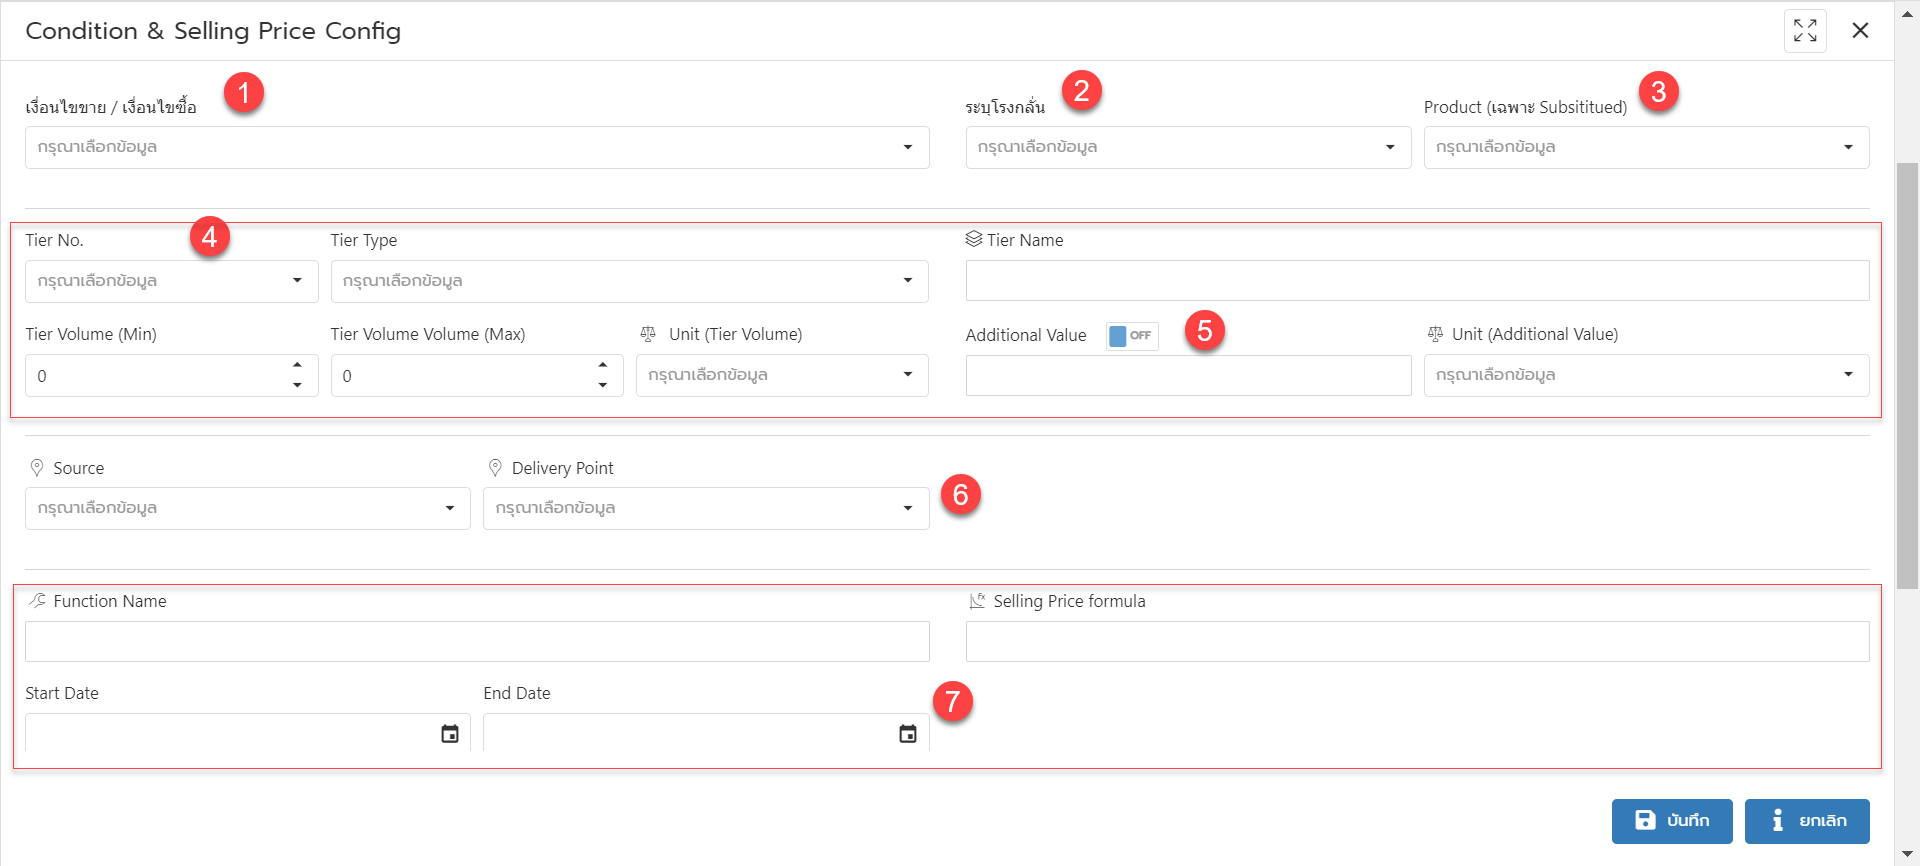 Condition & Selling Price Config
เงื่อนไขขาย / เงื่อนไขซื้อ 1 ระบุโรงกลั่น 2 Product (เฉพาะ Subsititued) 3
กรุณาเลือกข้อมูล กรุณาเลือกข้อมูล กรุณาเลือกข้อมูล
Tier No. 4 Tier Type Tier Name
กรุณาเลือกข้อมูล กรุณาเลือกข้อมูล
Tier Volume (Min) Tier Volume Volume (Max) Unit (Tier Volume) Additional Value OFF 5 Unit (Additional Value)
0 0 กรุณาเลือกข้อมูล กรุณาเลือกข้อมูล
Source Delivery Point
กรุณาเลือกข้อมูล กรุณาเลือกข้อมูล 6
Function Name fx Selling Price formula
Start Date End Date 7
บันทึก ยกเลิก